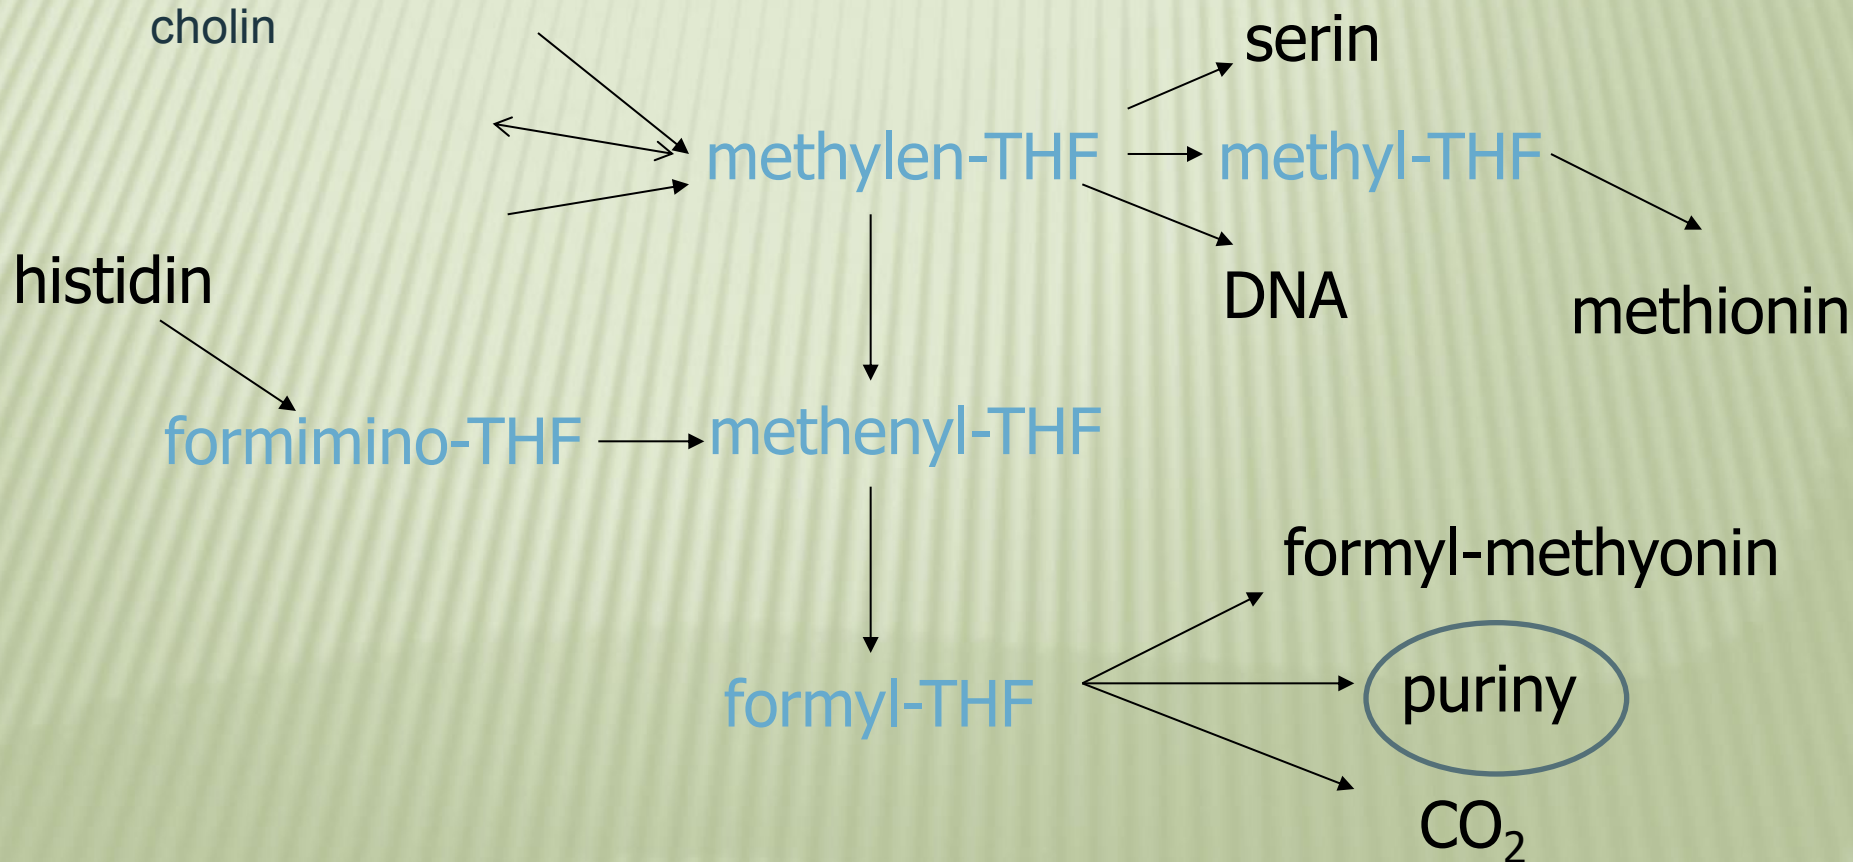 cholin
serin
methylen-THF
methyl-THF
histidin
DNA
methionin
formimino-THF
methenyl-THF
formyl-methyonin
formyl-THF
puriny
CO₂